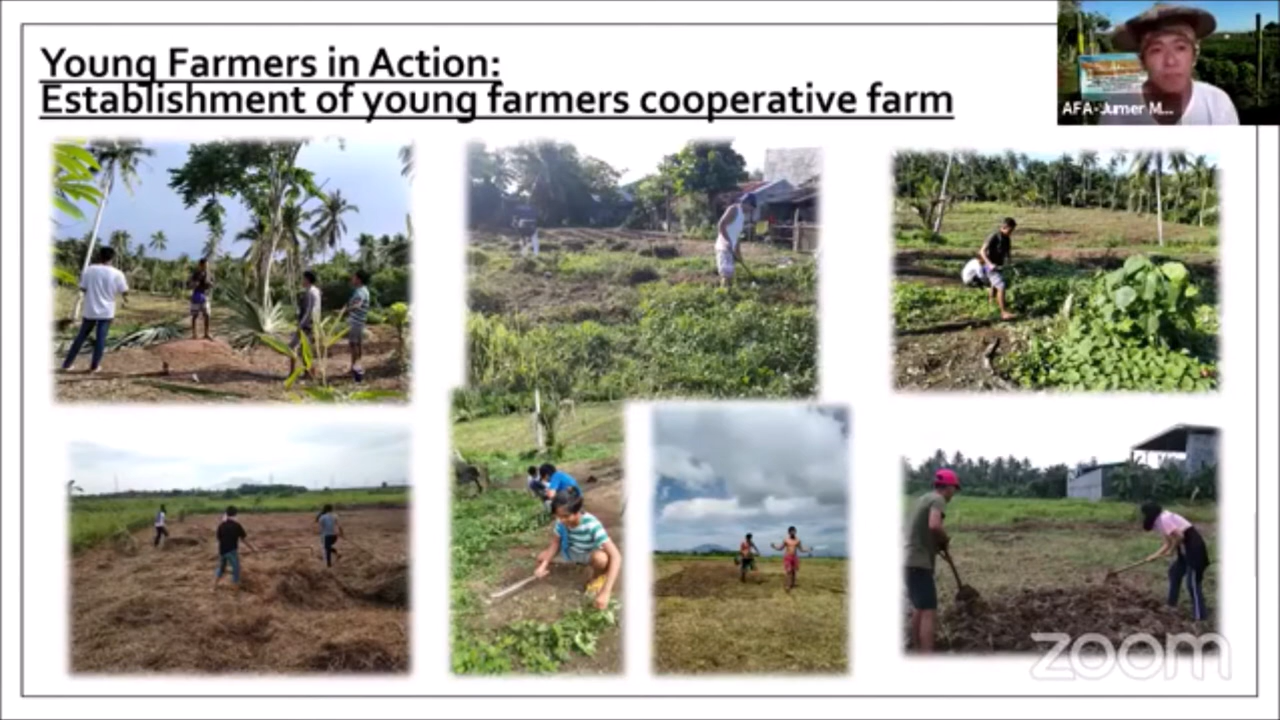 Young Farmers in Action:
Establishment of young farmers cooperative farm
AFA-Jumer M...
zoom